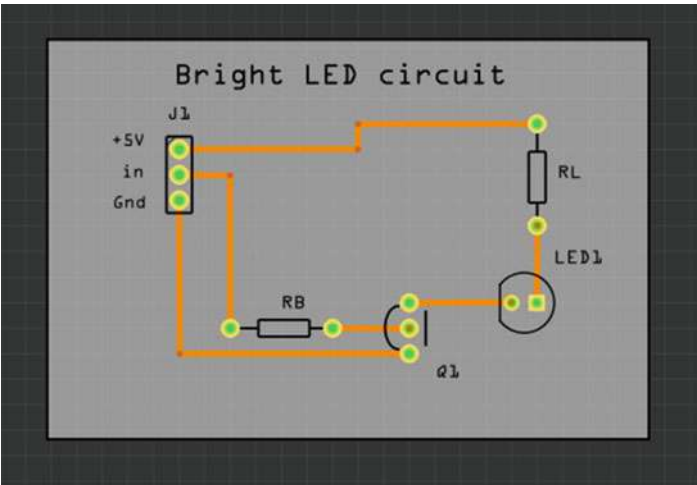 Bright LED circuit
J1
+5V
in
Gnd
RL
LED1
RB
Q1